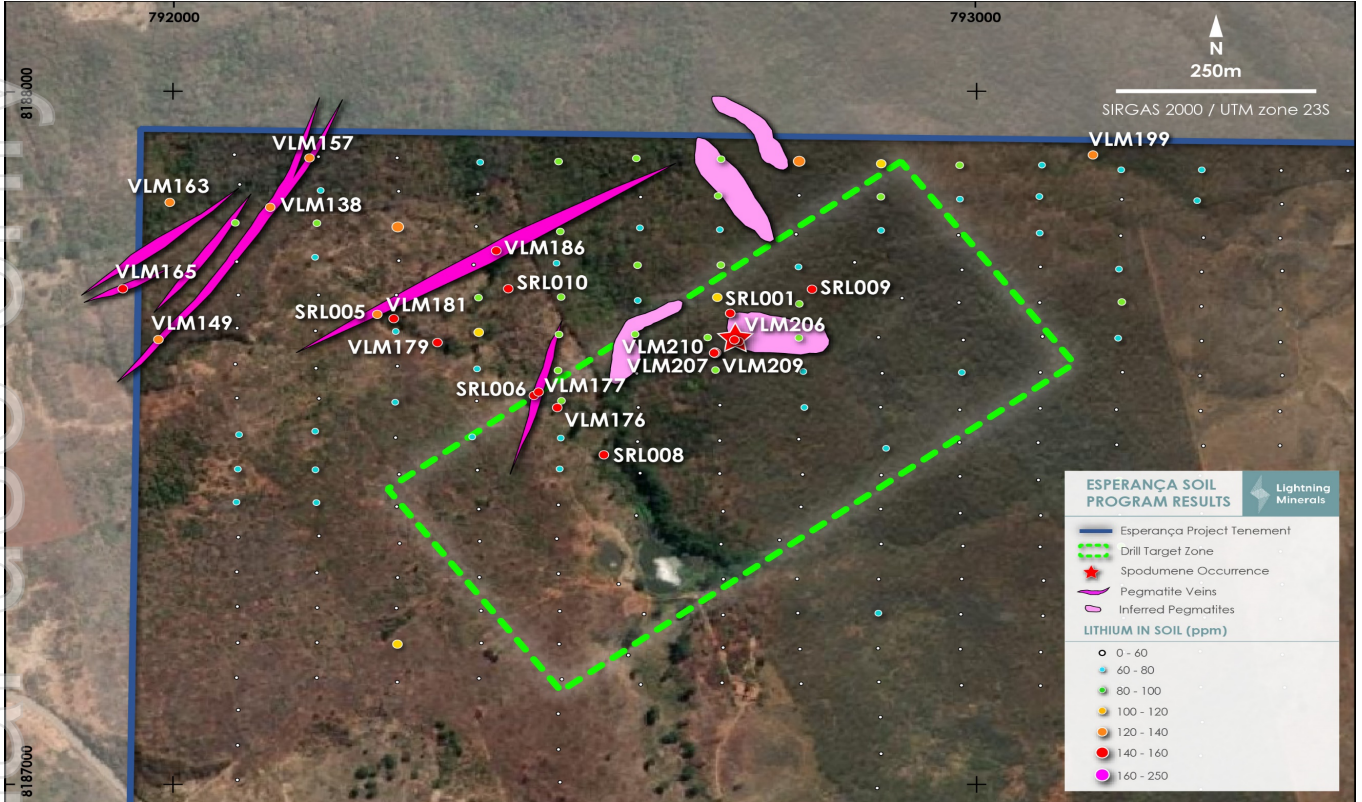 792000
793000
N
250m
SIRGAS 2000 / UTM zone 23S
8188000
VLM157
VLM199
VLM163
VLM138
VLM186
VLM165
SRL010
SRL009
SRL005
VLM181
SRL001
VLM149
VLM206
VLM179
VLM210
VLM207
VLM209
SRL006
VLM177
VLM176
SRL008
8187000
ESPERANÇA SOIL
PROGRAM RESULTS
Lightning
Minerals
Esperança Project Tenement
Drill Target Zone
Spodumene Occurrence
Pegmatite Veins
Inferred Pegmatites
LITHIUM IN SOIL (ppm)
0 - 60
60 - 80
80 - 100
100 - 120
120 - 140
140 - 160
160 - 250